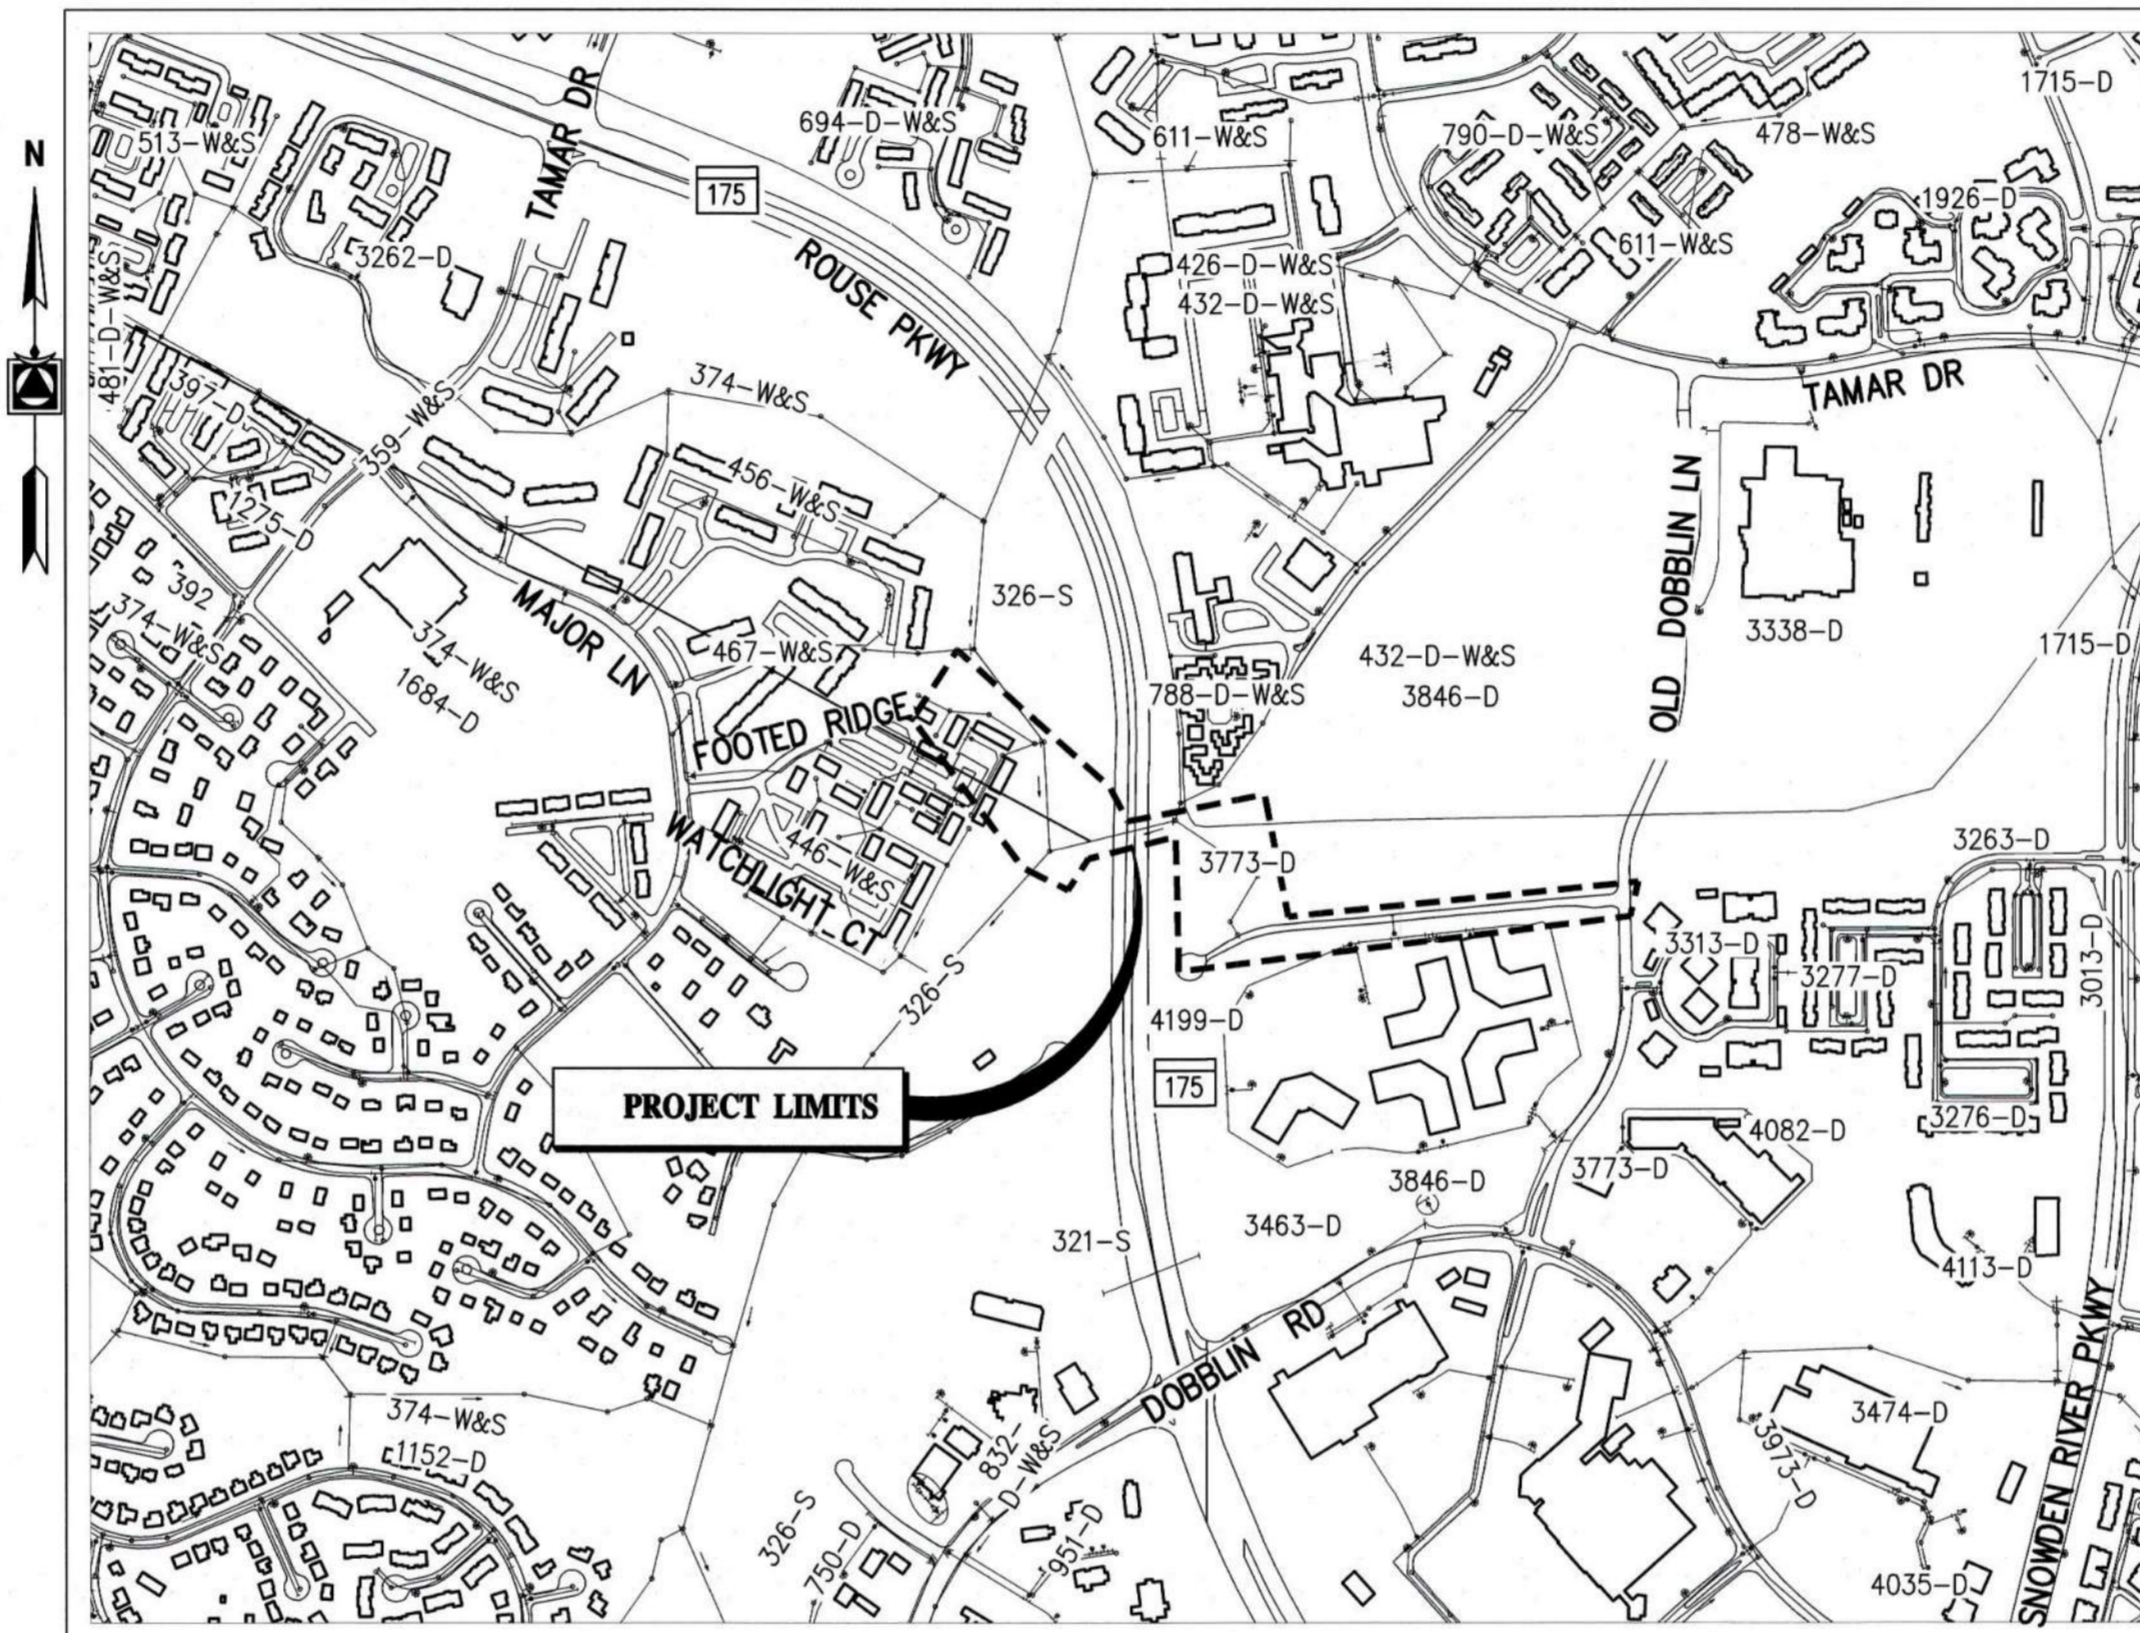 1715-D
694-D-W&S
513-W&S
611-W&S
790-D-W&S
478-W&S
N
TAMAR DR
175
1926-D
3262-D
ROUSE PKWY
426-D-W&S
611-W&S
432-D-W&S
481-D-W&S
397-D
374-W&S
TAMAR DR
359-W&S
456-W&S
1275-D
OLD DOBBLIN LN
392
374-W&S
MAJOR LN
326-S
374-W&S
3338-D
1684-D
467-W&S
432-D-W&S
1715-D
788-D-W&S
3846-D
FOOTED RIDGE
WATCHLIGHT CT
446-W&S
3773-D
3263-D
3313-D
3277-D
3013-D
326-S
4199-D
175
PROJECT LIMITS
4082-D
3276-D
3773-D
3846-D
321-S
3463-D
4113-D
DOBBLIN RD
SNOWDEN RIVER PKWY
374-W&S
1152-D
832-
D-W&S
3474-D
3973-D
326-S
750-D
951-D
4035-D